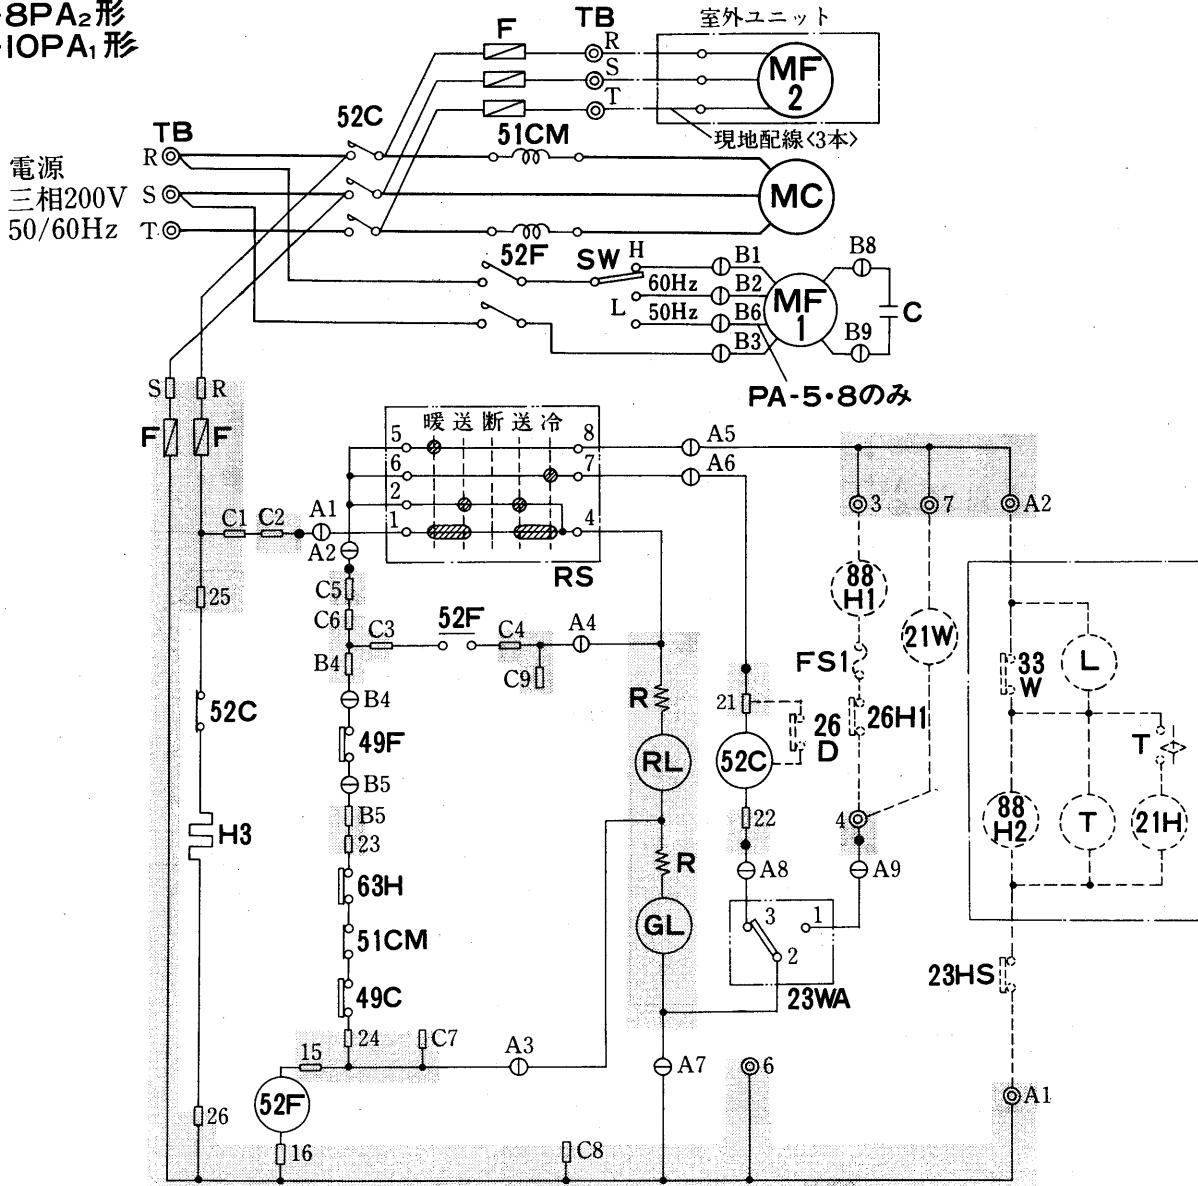 -8PA₂形
-10PA₁形
F
TB
室外ユニット
R
S
T
MF
2
現地配線〈3本〉
52C
51CM
TB
電源
三相200V
50/60Hz
R
S
T
MC
52F
SW
H
L
60Hz
50Hz
B1
B2
B6
B3
MF
1
B8
B9
C
PA-5・8のみ
S
R
F
F
暖 送 断 送 冷
5
6
2
1
8
7
4
RS
A5
A6
C1
C2
A1
A2
C5
C6
B4
C3
52F
C4
A4
C9
25
B4
49F
B5
B5
23
63H
51CM
49C
24
52C
H3
26
R
RL
R
GL
21
52C
26
D
22
A8
3
1
2
23WA
3
7
A2
88
H1
FS1
26H1
21W
4
A9
33
W
L
T
88
H2
T
21H
23HS
A1
15
C7
A3
52F
16
C8
A7
6